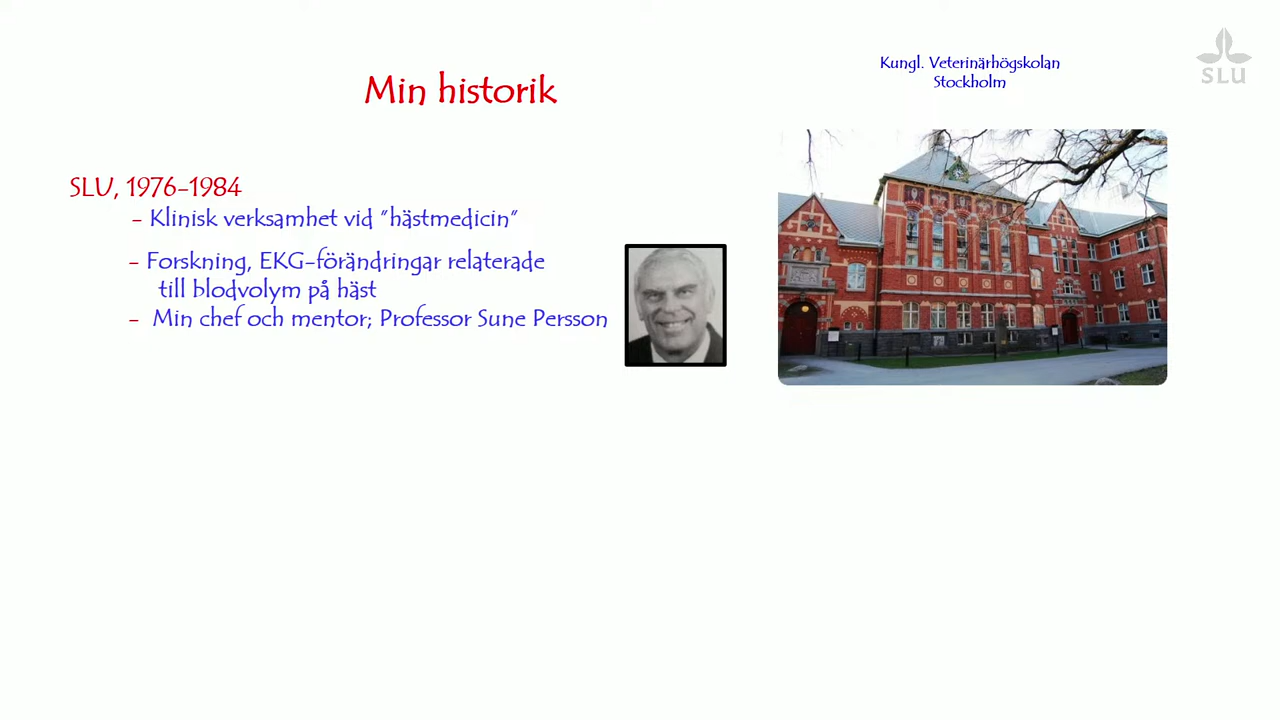 Min historik
Kungl. Veterinärhögskolan
Stockholm
SLU
SLU, 1976-1984
- Klinisk verksamhet vid "hästmedicin"
- Forskning, EKG-förändringar relaterade
till blodvolym på häst
- Min chef och mentor; Professor Sune Persson